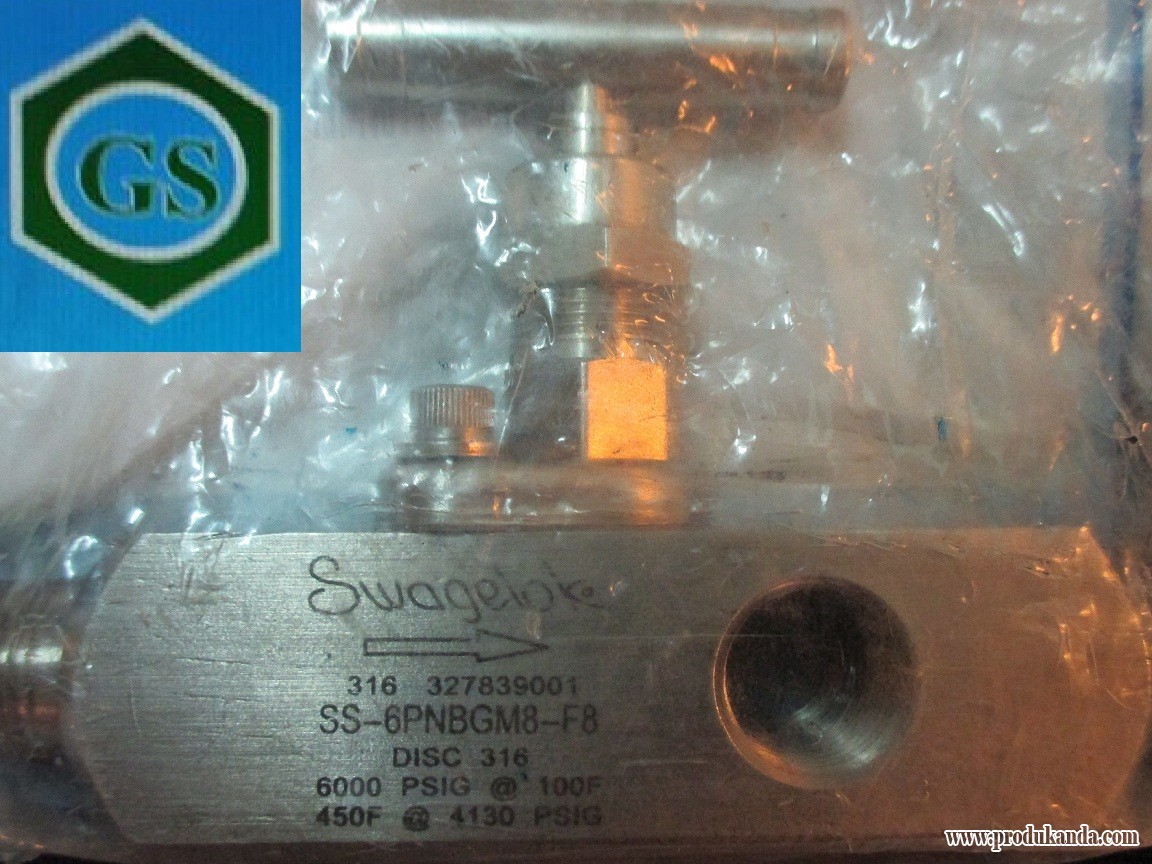 GS
Swagelok
316 327839001
SS-6PNBGM8-F8
DISC 316
6000 PSIG @ 100F
450F @ 4130 PSIG
www.produkanda.com